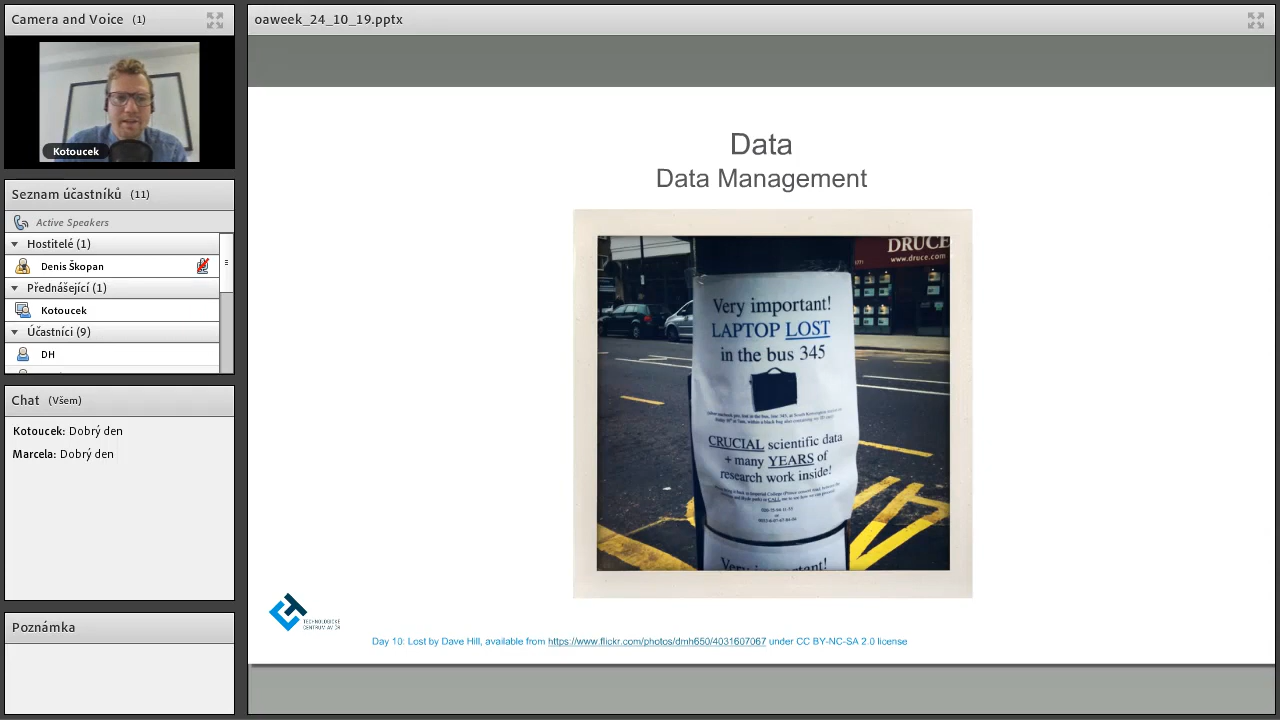 Camera and Voice (1)
Kotoucek
Seznam účastníků (11)
Active Speakers
Hostitelé (1)
Denis Škopan
Přednášející (1)
Kotoucek
Účastníci (9)
DH
Chat (Všem)
Kotoucek: Dobrý den
Marcela: Dobrý den
Poznámka
oaweek_24_10_19.pptx
Data
Data Management
DRUCE
www.druce.com
Very important!
LAPTOP LOST
in the bus 345
CRUCIAL scientific data
+ many YEARS of
research work inside!
Very important!
TECHNOLOGICKÉ
CENTRUM AV ČR
Day 10: Lost by Dave Hill, available from https://www.flickr.com/photos/dmh650/4031607067 under CC BY-NC-SA 2.0 license